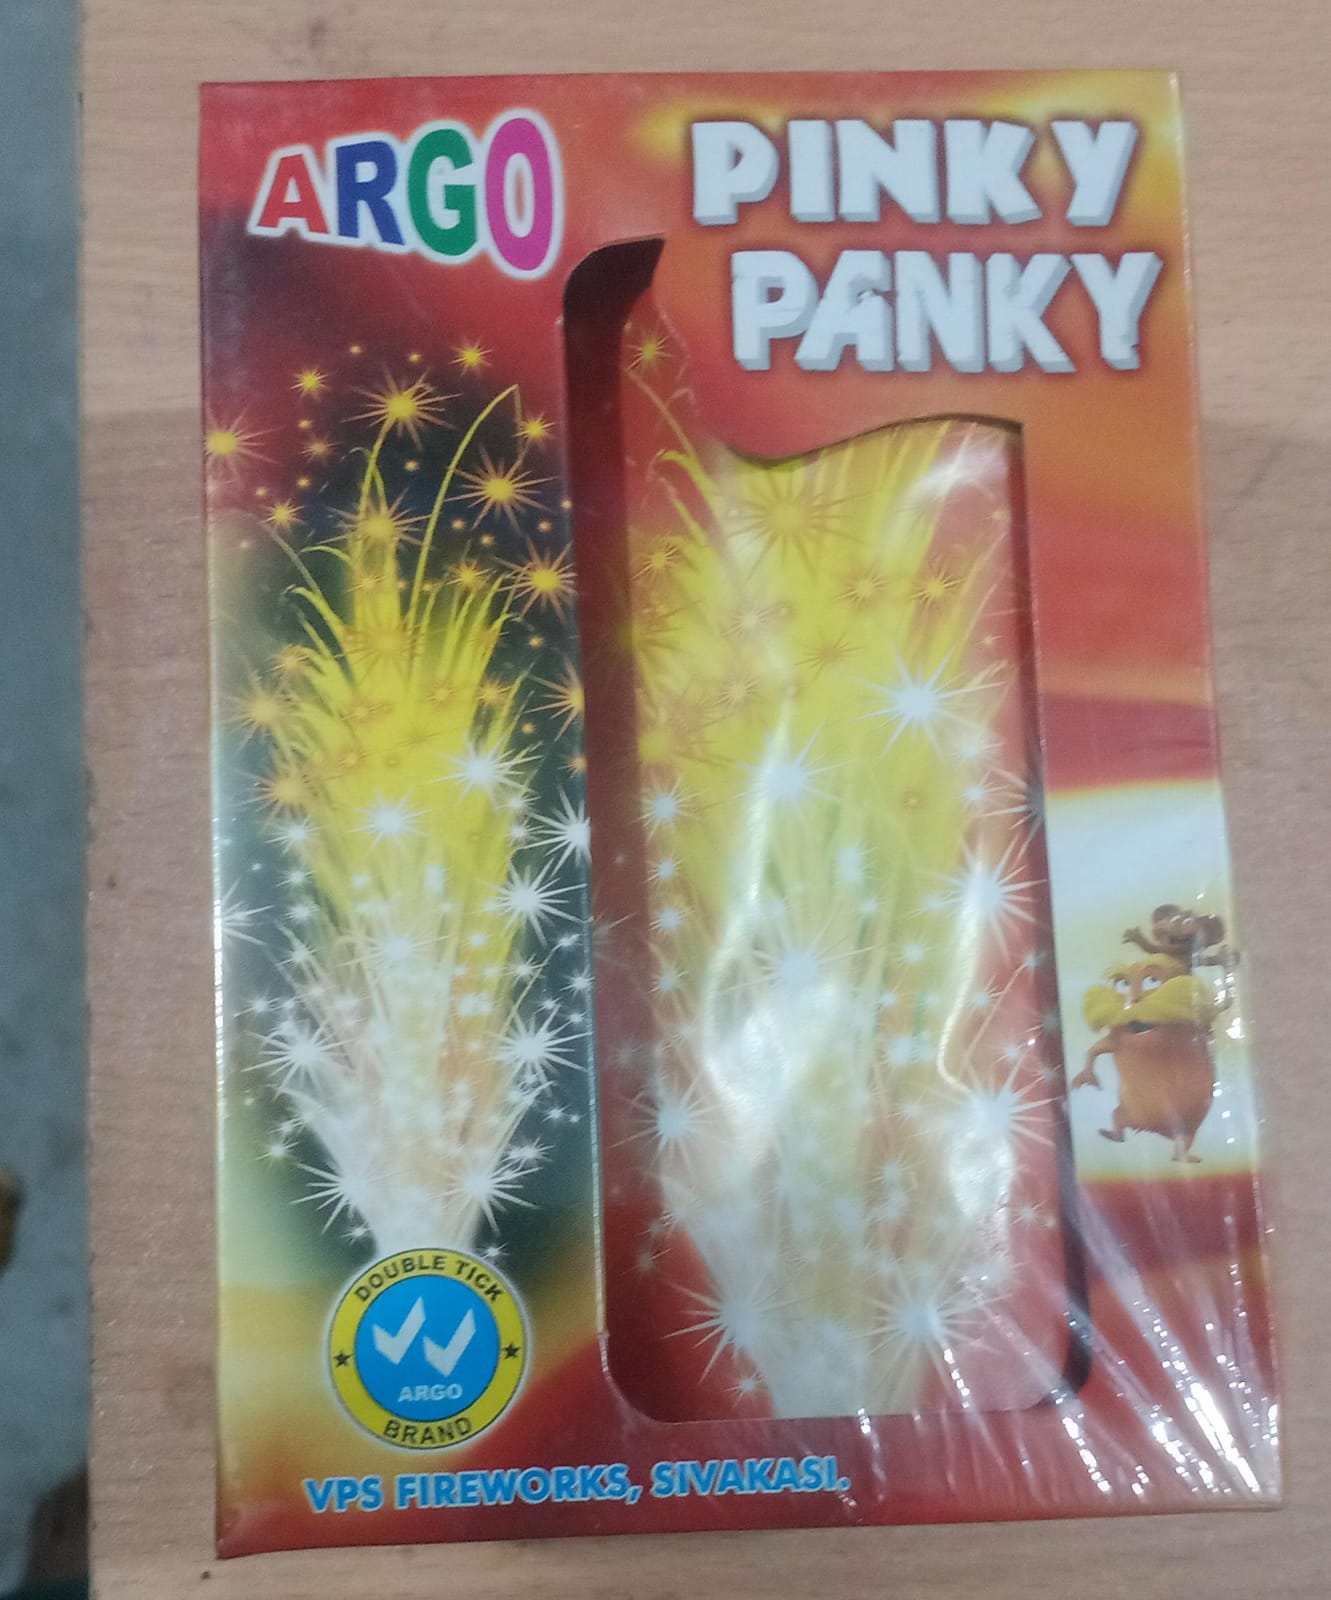 ARGO
PINKY
PANKY
DOUBLE TICK
ARGO
BRAND
VPS FIREWORKS, SIVAKASI.